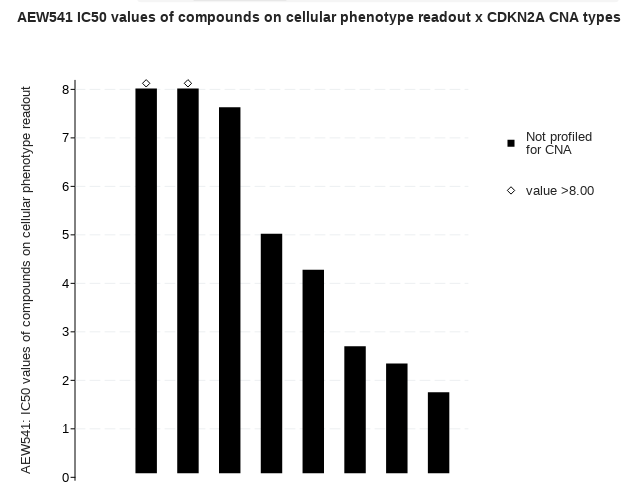 AEW541 IC50 values of compounds on cellular phenotype readout x CDKN2A CNA types
AEW541: IC50 values of compounds on cellular phenotype readout
8
7
6
5
4
3
2
1
0
Not profiled
for CNA
value >8.00